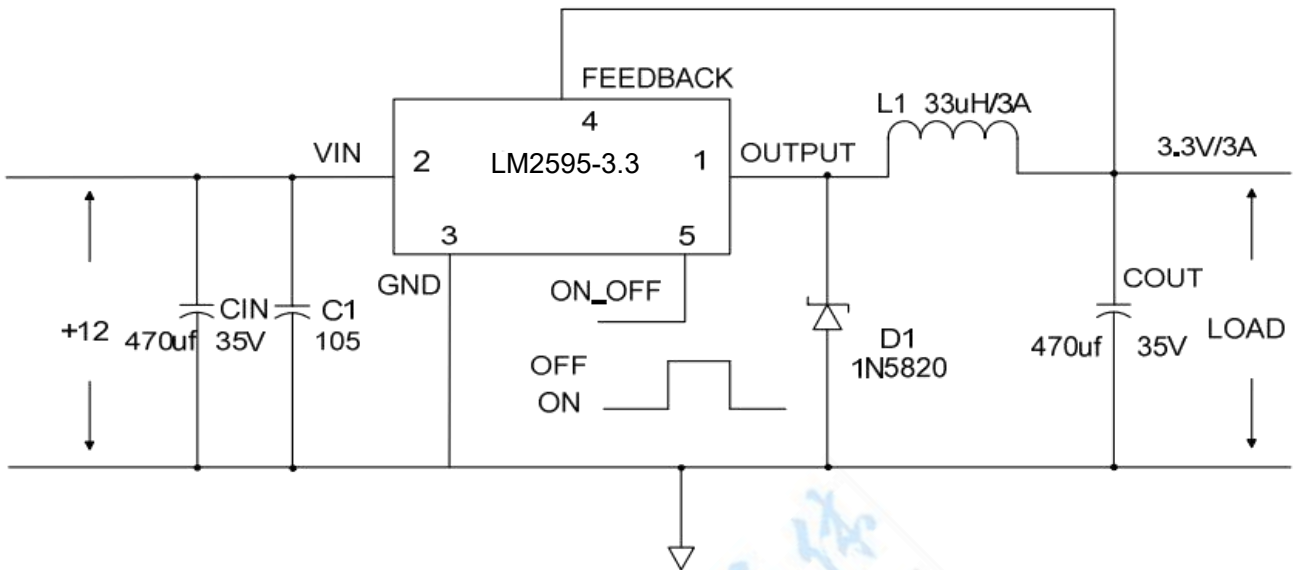 FEEDBACK
4
L1 33uH/3A
VIN
2
LM2595-3.3
1
OUTPUT
3.3V/3A
3
5
GND
ON_OFF
COUT
CIN
C1
+12
470uf
35V
105
D1
1N5820
470uf
35V
LOAD
OFF
ON